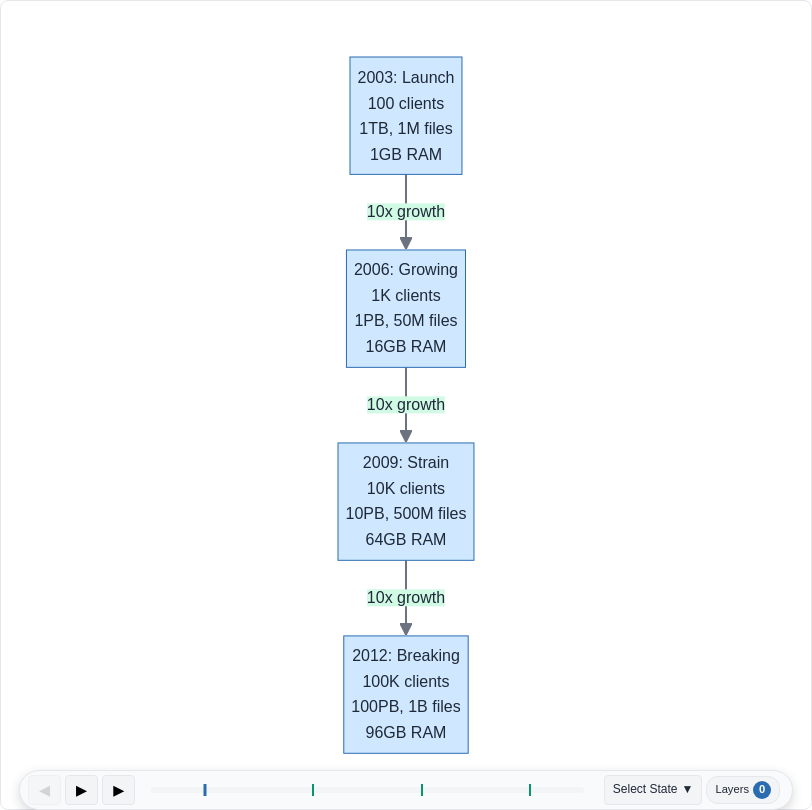 2003: Launch
100 clients
1TB, 1M files
1GB RAM
10x growth
2006: Growing
1K clients
1PB, 50M files
16GB RAM
10x growth
2009: Strain
10K clients
10PB, 500M files
64GB RAM
10x growth
2012: Breaking
100K clients
100PB, 1B files
96GB RAM
Select State ▼ Layers 0